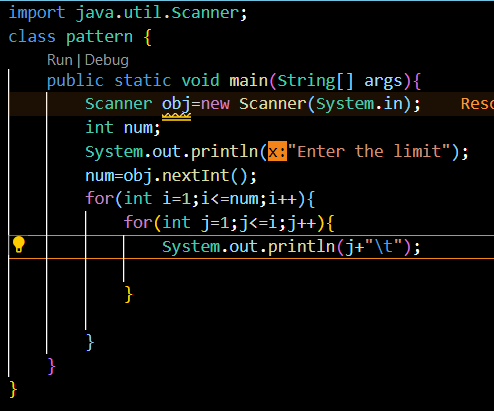 import java.util.Scanner;
class pattern {
Run | Debug
public static void main(String[] args){
Scanner obj=new Scanner(System.in);
int num;
System.out.println(x:"Enter the limit");
num=obj.nextInt();
for(int i=1;i<=num;i++){
for(int j=1;j<=i;j++){
System.out.println(j+"\t");
}
}
}
}